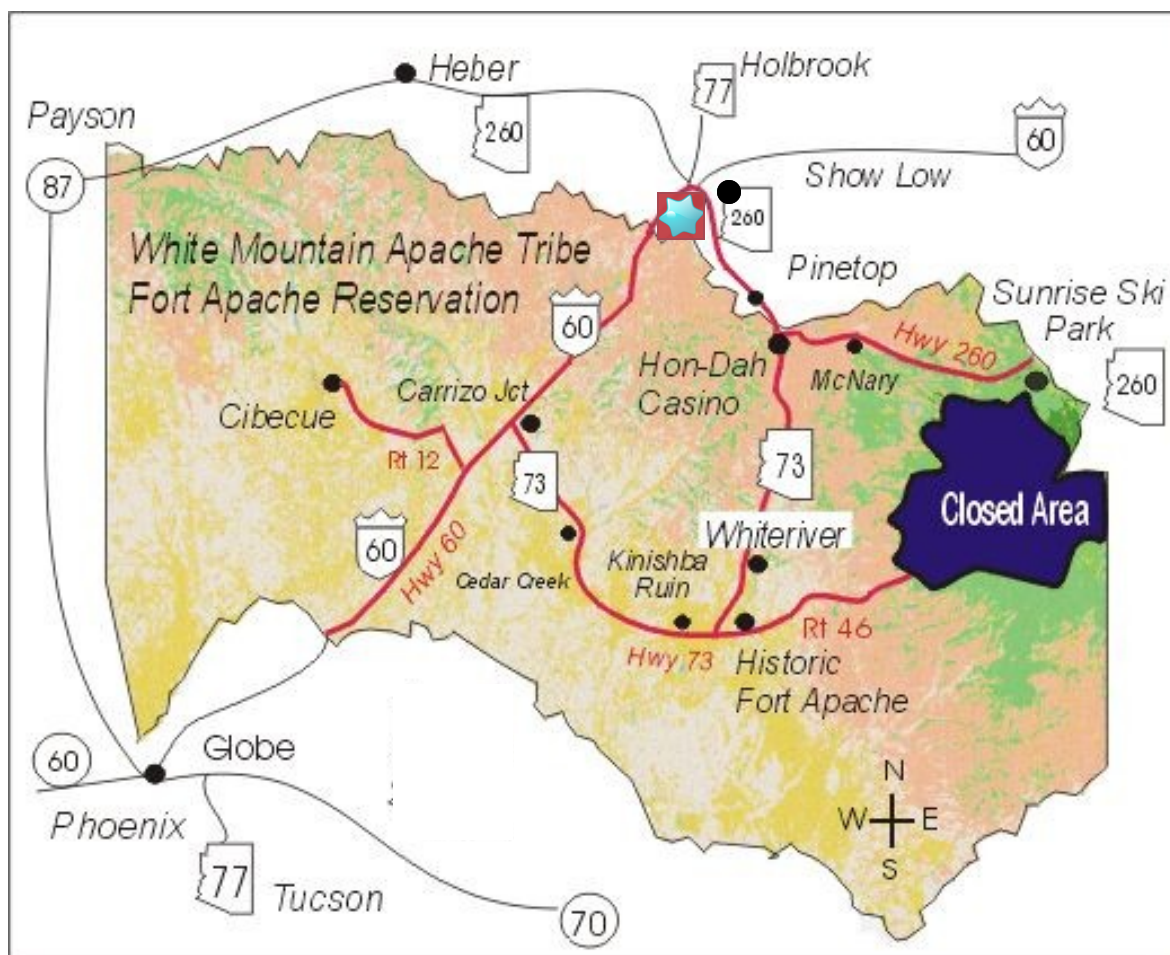 Heber
77
Holbrook
Payson
260
60
87
Show Low
260
White Mountain Apache Tribe
Fort Apache Reservation
Pinetop
Sunrise Ski
Park
60
Hwy 260
Hon-Dah
Casino
McNary
260
Carrizo Jct
Cibecue
Rt 12
73
73
Closed Area
60
Hwy 60
Whiteriver
Cedar Creek
Kinishba
Ruin
Rt 46
Hwy 73
Historic
Fort Apache
Globe
60
Phoenix
N
W
E
S
77
Tucson
70